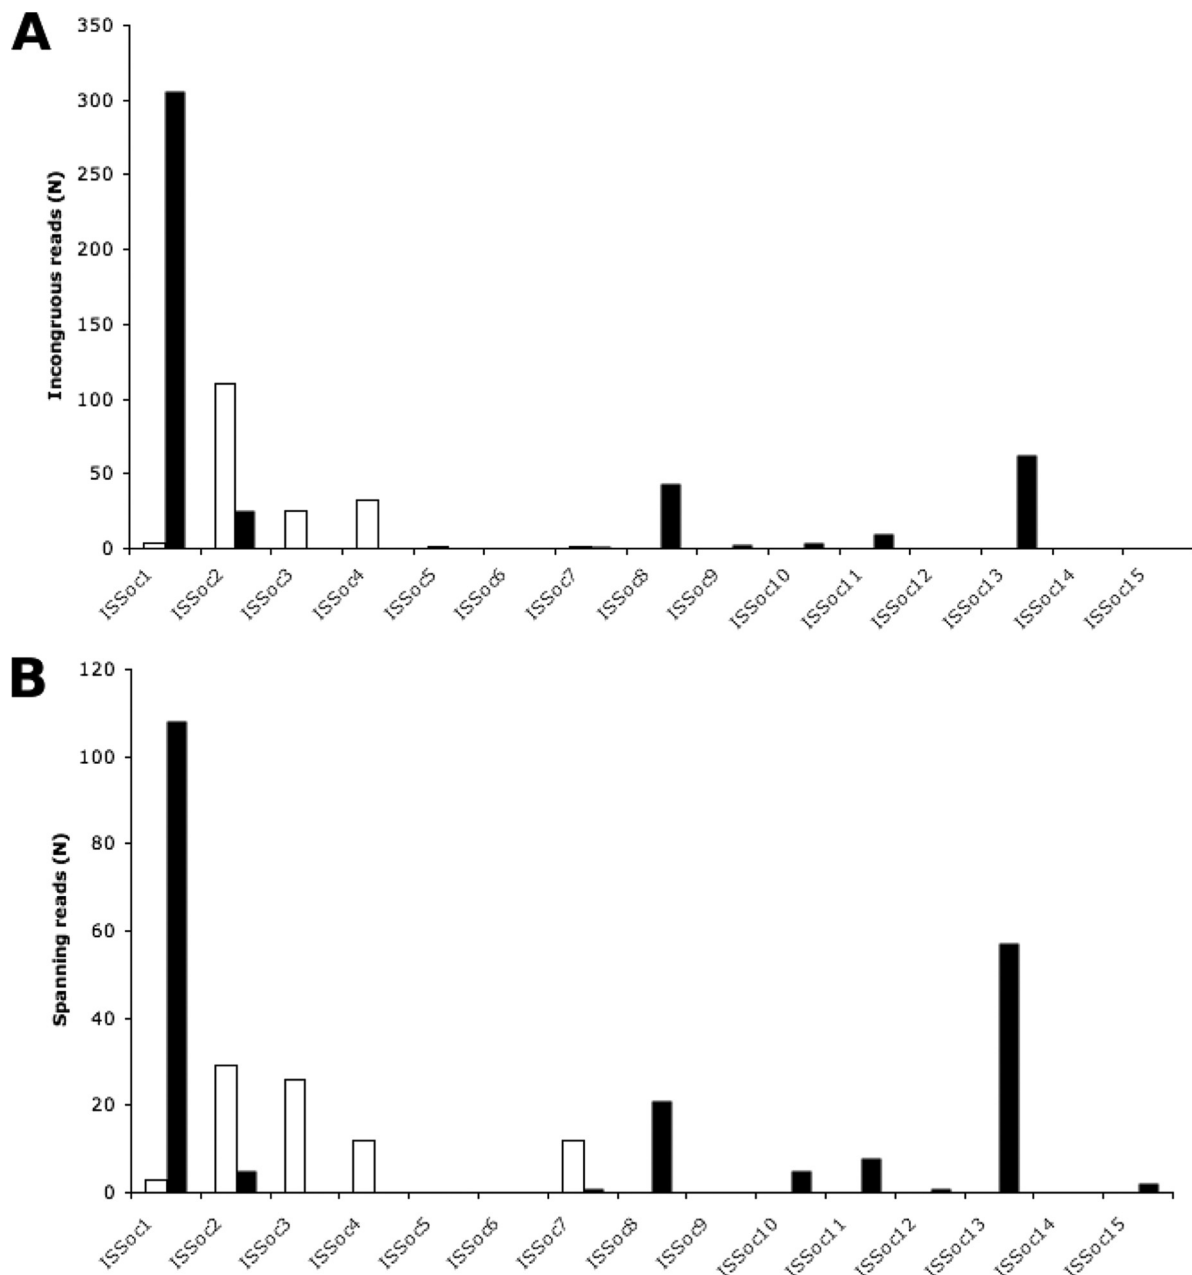 A
350
300
250
200
150
100
50
0
Incongruous reads (N)
ISSoc1
ISSoc2
ISSoc3
ISSoc4
ISSoc5
ISSoc6
ISSoc7
ISSoc8
ISSoc9
ISSoc10
ISSoc11
ISSoc12
ISSoc13
ISSoc14
ISSoc15
B
120
100
80
60
40
20
0
Spanning reads (N)
ISSoc1
ISSoc2
ISSoc3
ISSoc4
ISSoc5
ISSoc6
ISSoc7
ISSoc8
ISSoc9
ISSoc10
ISSoc11
ISSoc12
ISSoc13
ISSoc14
ISSoc15